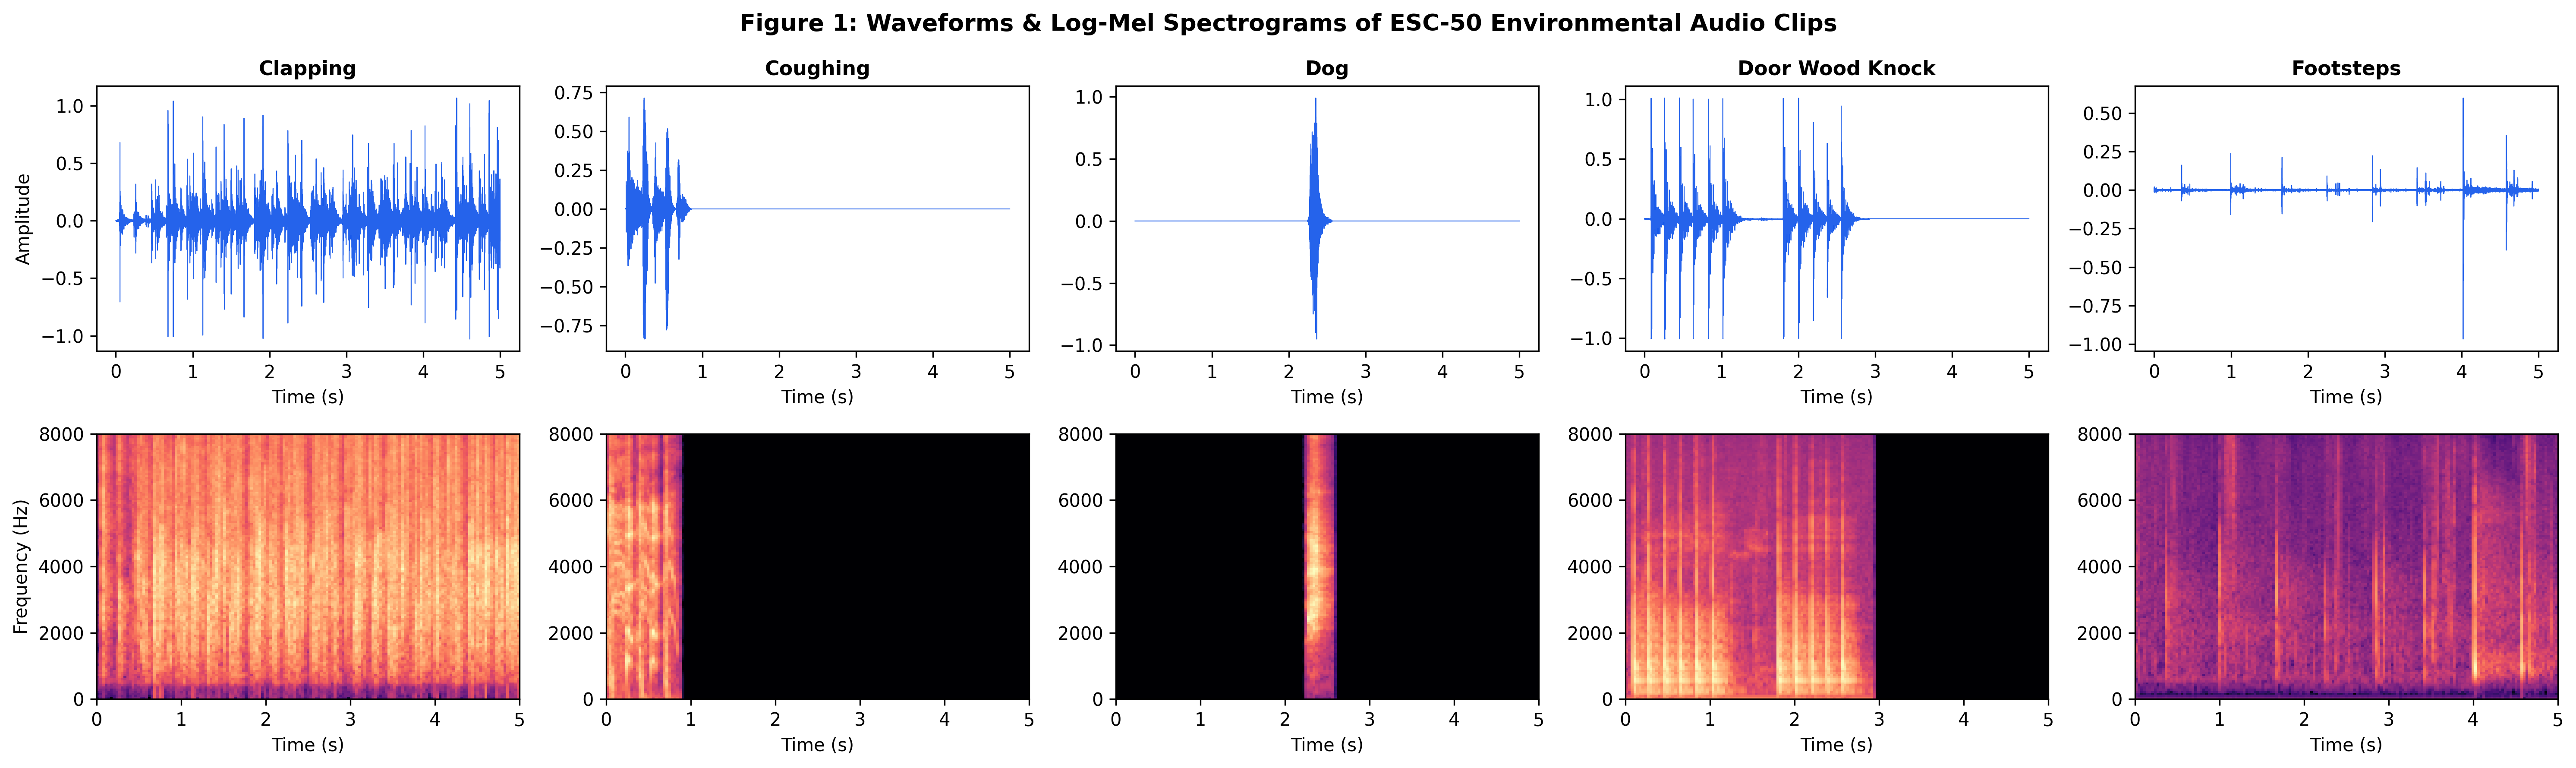 Figure 1: Waveforms & Log-Mel Spectrograms of ESC-50 Environmental Audio Clips
Clapping
Coughing
Dog
Door Wood Knock
Footsteps
Amplitude
1.0
0.5
0.0
−0.5
−1.0
0 1 2 3 4 5
Time (s)
0.75
0.50
0.25
0.00
−0.25
−0.50
−0.75
0 1 2 3 4 5
Time (s)
1.0
0.5
0.0
−0.5
−1.0
0 1 2 3 4 5
Time (s)
1.0
0.5
0.0
−0.5
−1.0
0 1 2 3 4 5
Time (s)
0.50
0.25
0.00
−0.25
−0.50
−0.75
−1.00
0 1 2 3 4 5
Time (s)
Frequency (Hz)
8000
6000
4000
2000
0
0 1 2 3 4 5
Time (s)
8000
6000
4000
2000
0
0 1 2 3 4 5
Time (s)
8000
6000
4000
2000
0
0 1 2 3 4 5
Time (s)
8000
6000
4000
2000
0
0 1 2 3 4 5
Time (s)
8000
6000
4000
2000
0
0 1 2 3 4 5
Time (s)